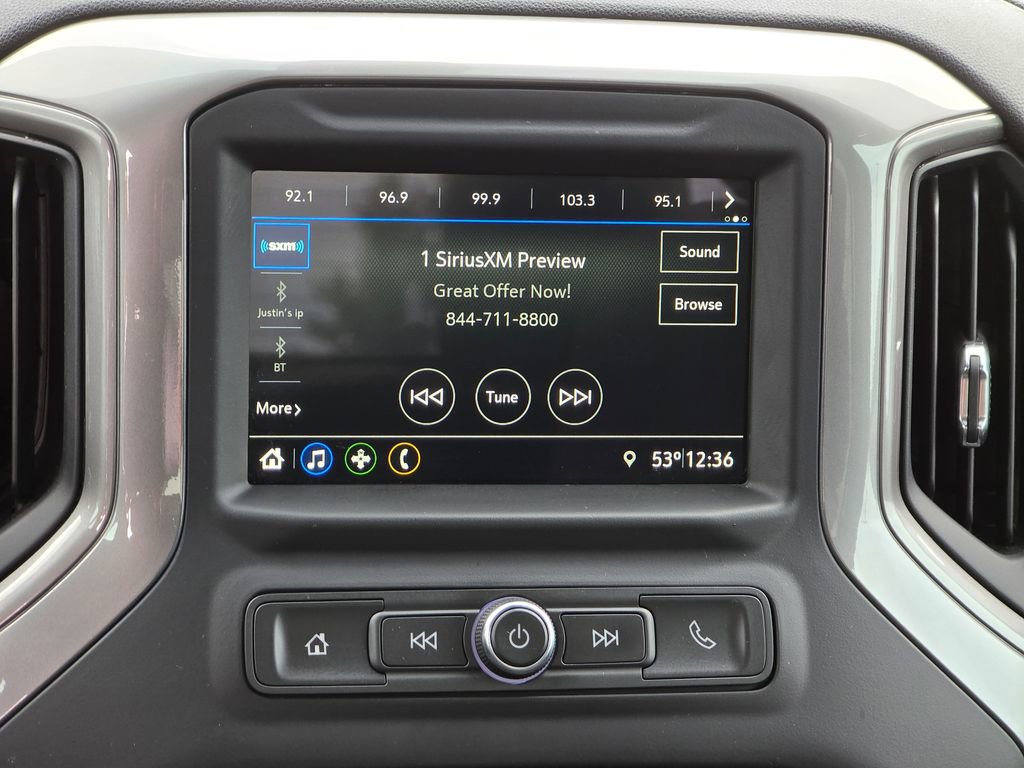 92.1 96.9 99.9 103.3 95.1
sxm
1 SiriusXM Preview
Sound
Great Offer Now!
Justin's ip
Browse
844-711-8800
BT
Tune
More
53° 12:36